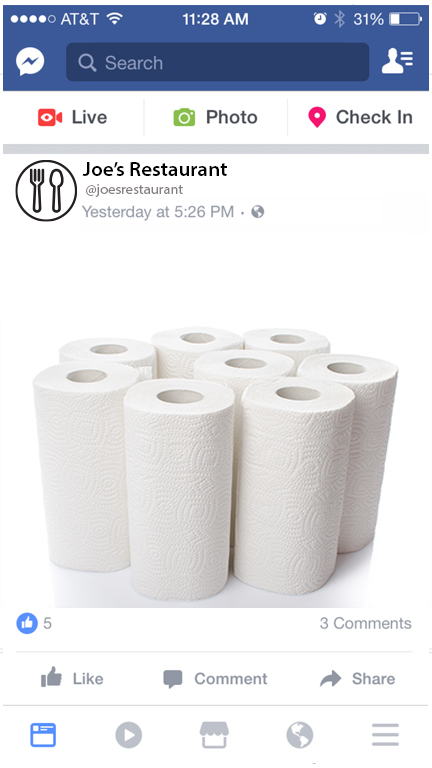 AT&T 11:28 AM 31%
Search
Live Photo Check In
Joe's Restaurant
@joesrestaurant
Yesterday at 5:26 PM ·
5 3 Comments
Like Comment Share